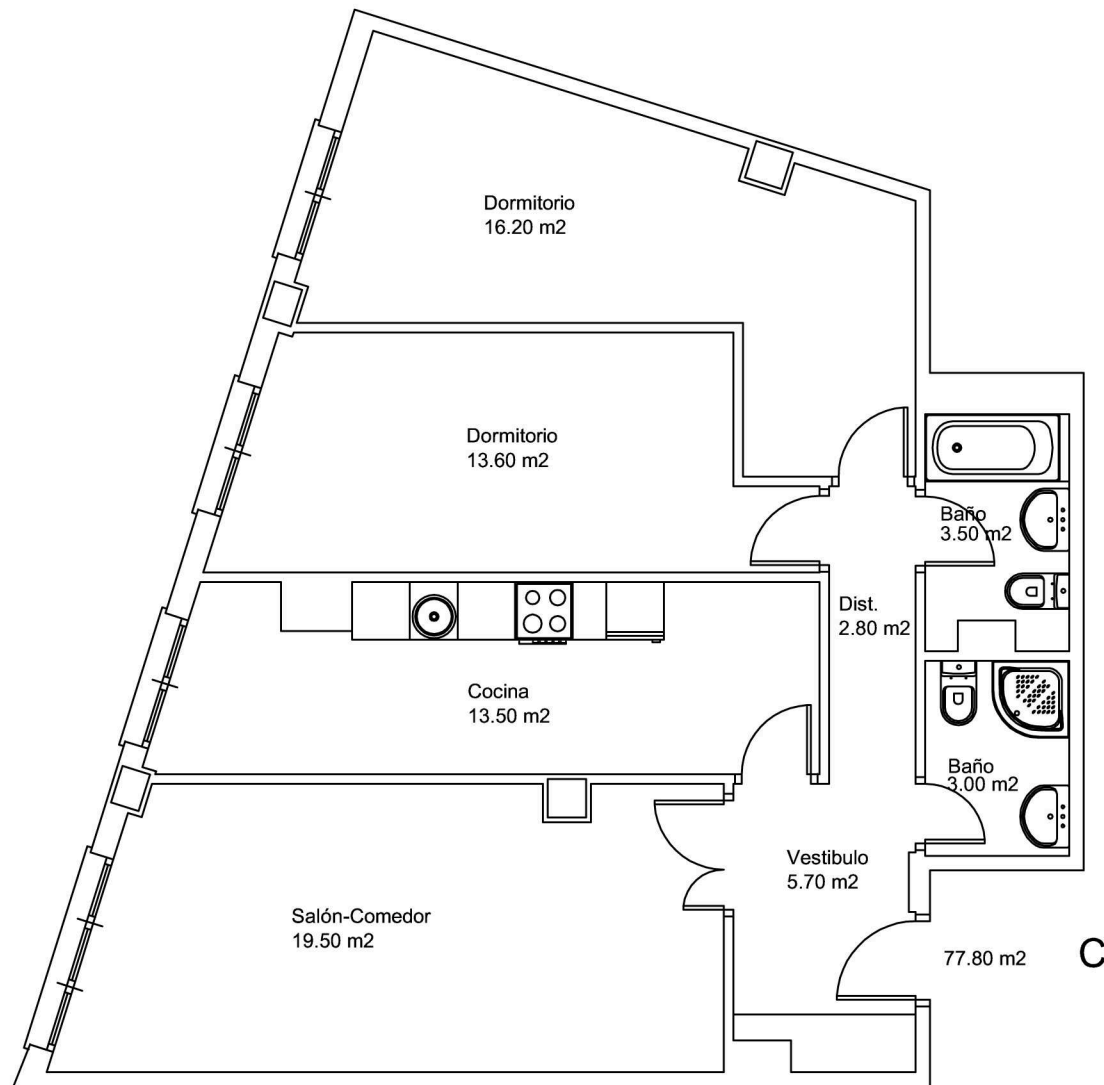 Dormitorio
16.20 m2
Dormitorio
13.60 m2
Baño
3.50 m2
Dist.
2.80 m2
Cocina
13.50 m2
Baño
3.00 m2
Vestibulo
5.70 m2
Salón-Comedor
19.50 m2
77.80 m2
C